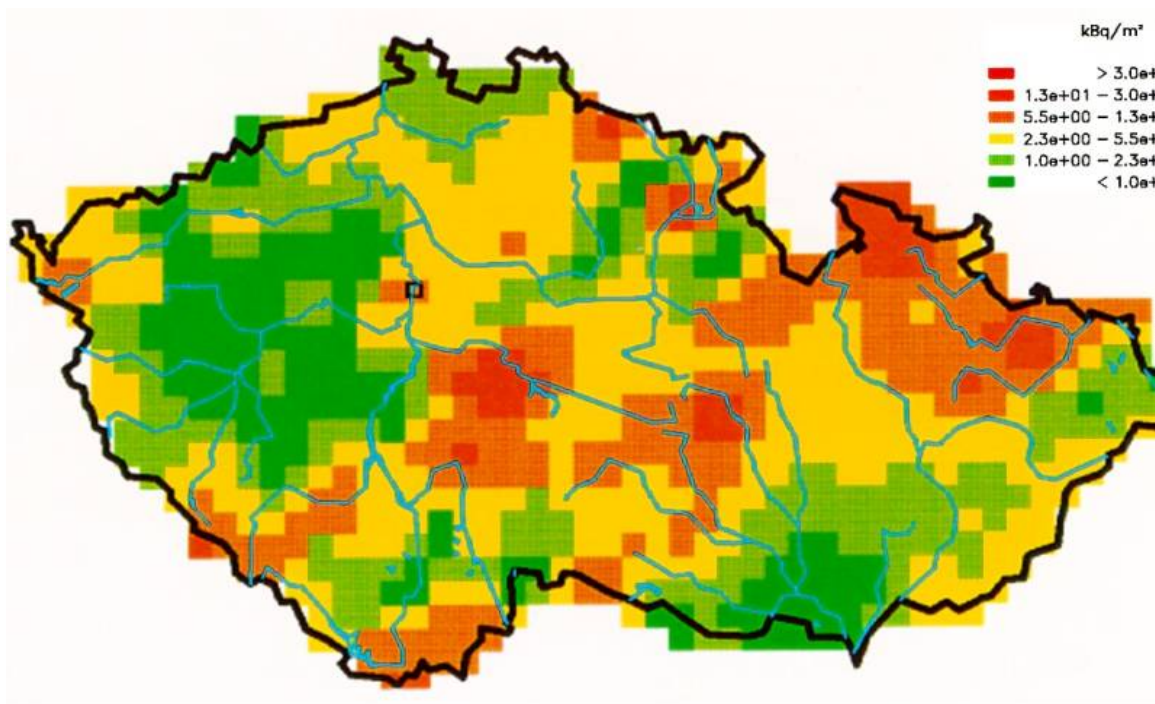 kBq/m²
> 3.0e+
1.3e+01 – 3.0e+
5.5e+00 – 1.3e+
2.3e+00 – 5.5e+
1.0e+00 – 2.3e+
< 1.0e+